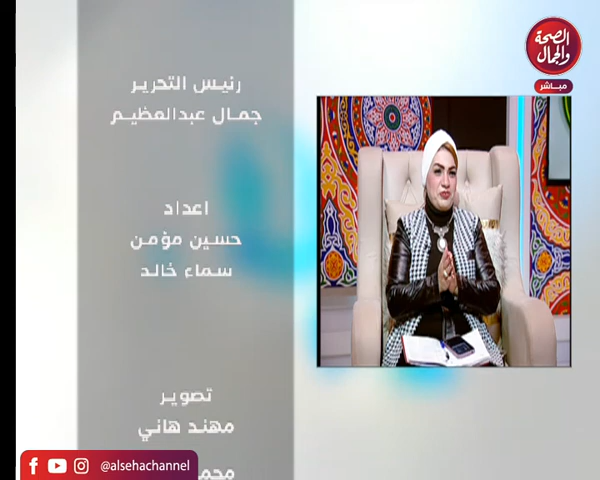 الصحة
والجمال
مباشر
رئيس التحرير
جمال عبدالعظيم
اعداد
حسين مؤمن
سماء خالد
تصوير
مهند هاني
@alsehachannel